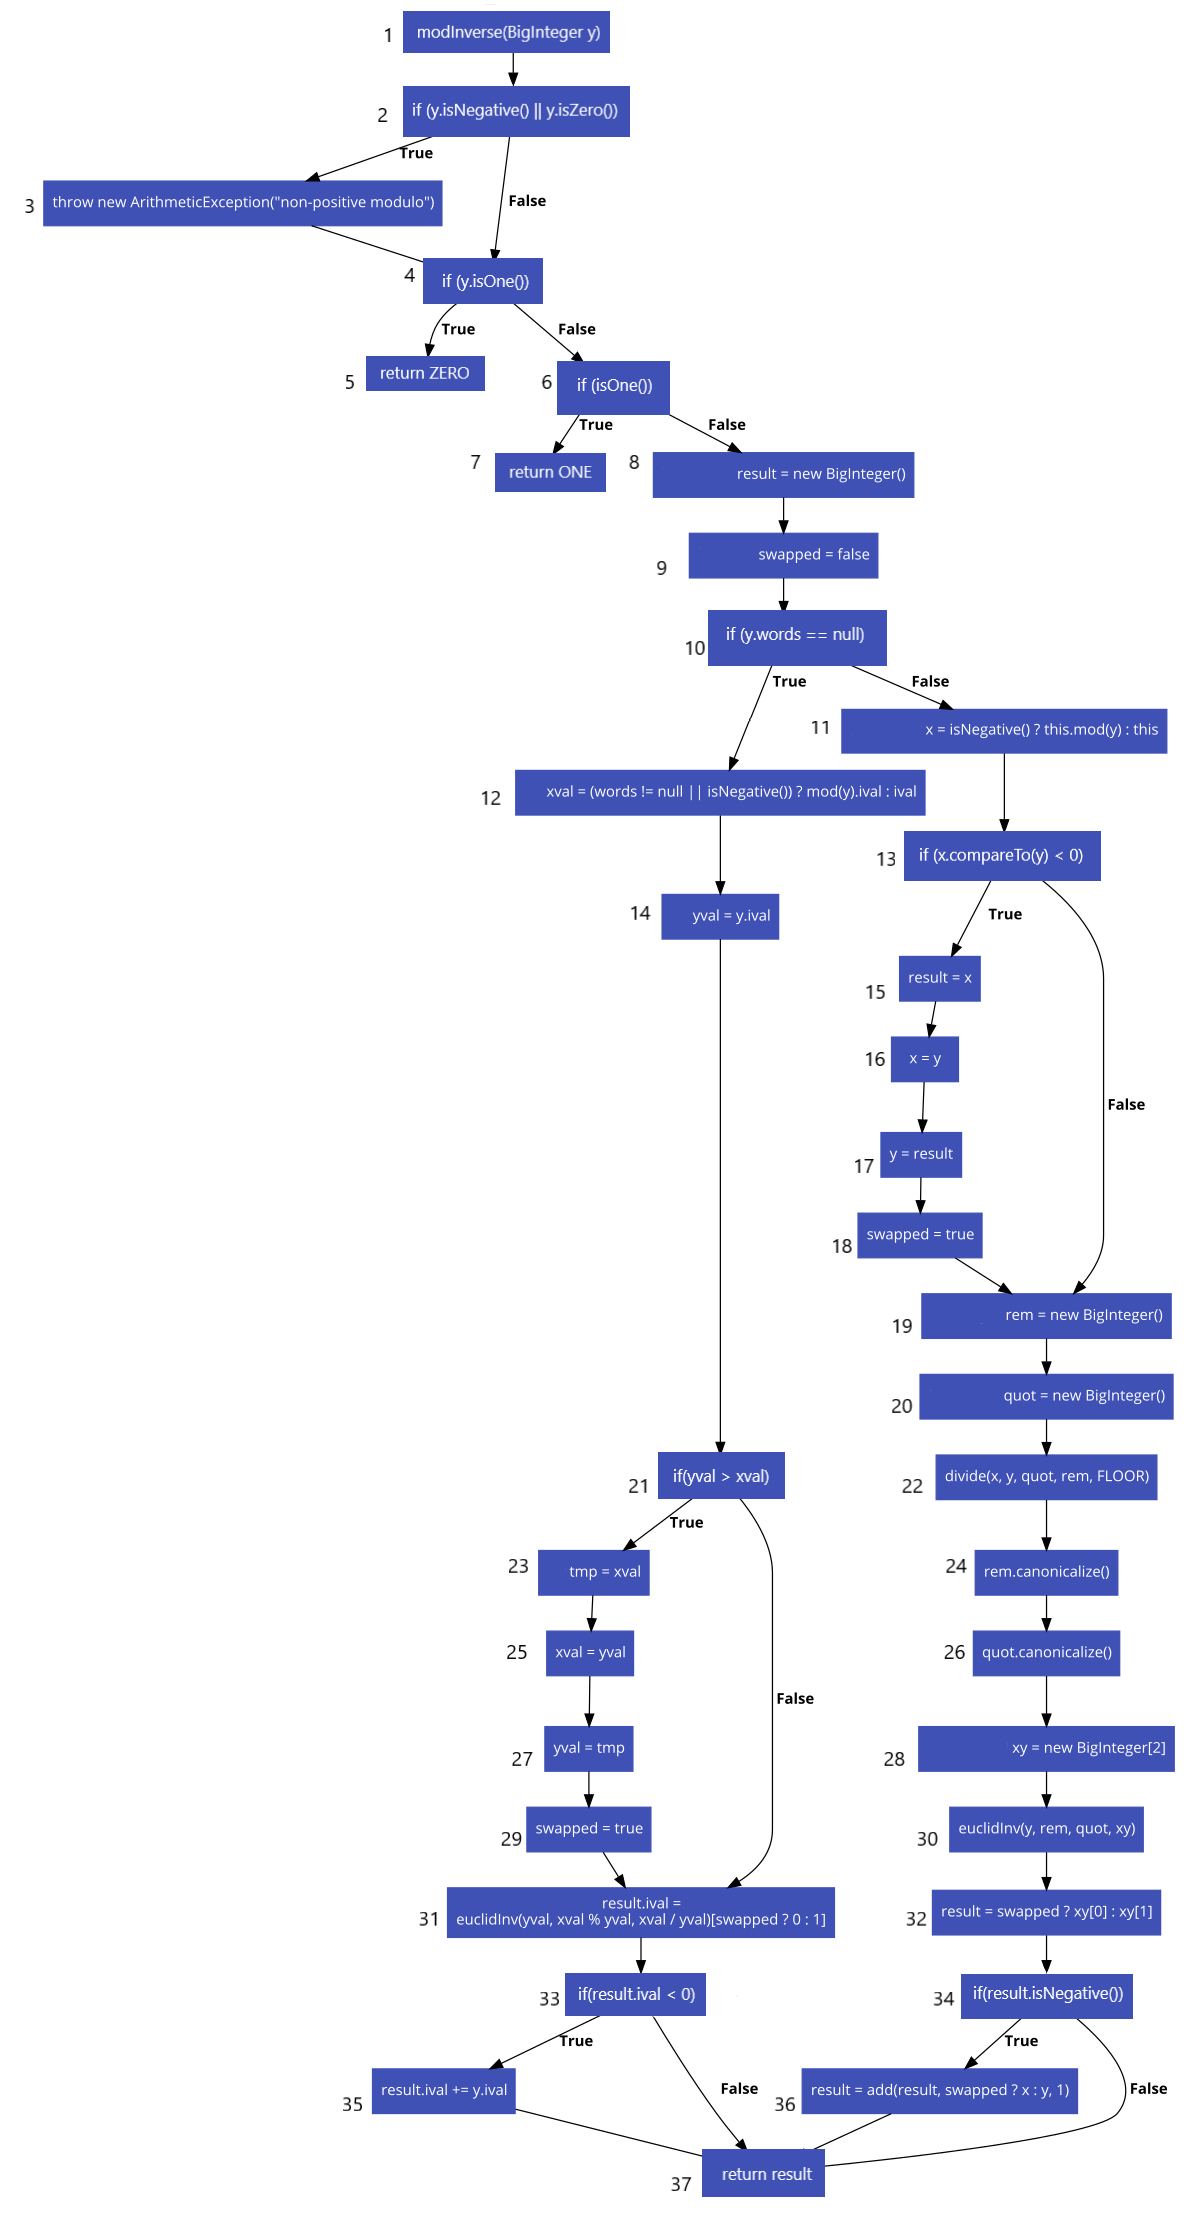 1
modInverse(BigInteger y)
2
if (y.isNegative() || y.isZero())
True
False
3
throw new ArithmeticException("non-positive modulo")
4
if (y.isOne())
True
False
5
return ZERO
6
if (isOne())
True
False
7
return ONE
8
result = new BigInteger()
9
swapped = false
10
if (y.words == null)
True
False
11
x = isNegative() ? this.mod(y) : this
12
xval = (words != null || isNegative()) ? mod(y).ival : ival
13
if (x.compareTo(y) < 0)
14
yval = y.ival
True
False
15
result = x
16
x = y
17
y = result
18
swapped = true
19
rem = new BigInteger()
20
quot = new BigInteger()
21
if(yval > xval)
22
divide(x, y, quot, rem, FLOOR)
True
False
23
tmp = xval
24
rem.canonicalize()
25
xval = yval
26
quot.canonicalize()
27
yval = tmp
28
xy = new BigInteger[2]
29
swapped = true
30
euclidInv(y, rem, quot, xy)
31
result.ival =
euclidInv(yval, xval % yval, xval / yval)[swapped ? 0 : 1]
32
result = swapped ? xy[0] : xy[1]
33
if(result.ival < 0)
34
if(result.isNegative())
True
False
True
False
35
result.ival += y.ival
36
result = add(result, swapped ? x : y, 1)
37
return result